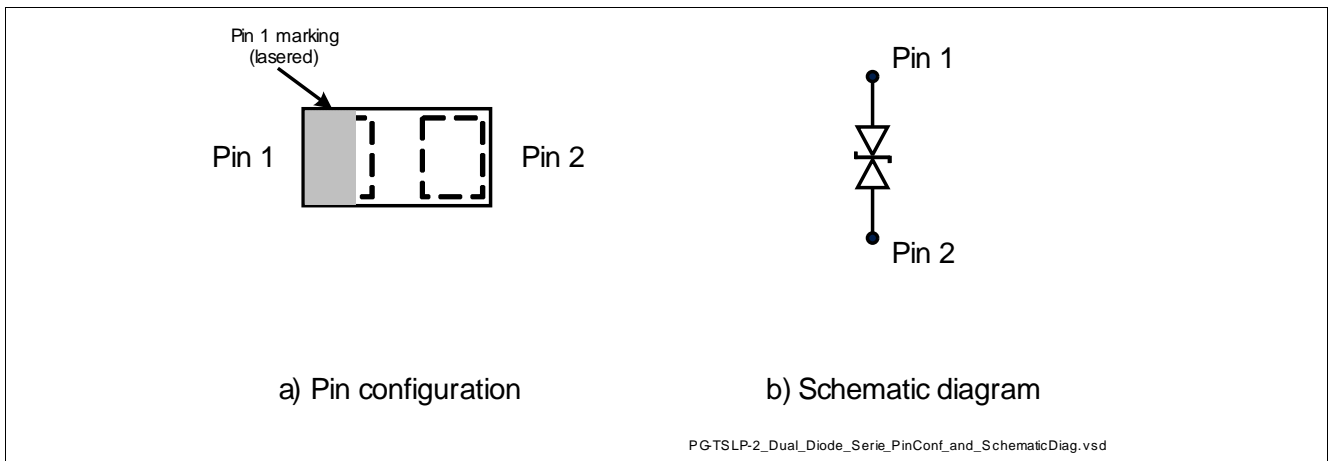 Pin 1 marking
(lasered)
Pin 1
Pin 2
Pin 1
Pin 2
a) Pin configuration
b) Schematic diagram
PG-TSLP-2_Dual_Diode_Serie_PinConf_and_SchematicDiag.vsd